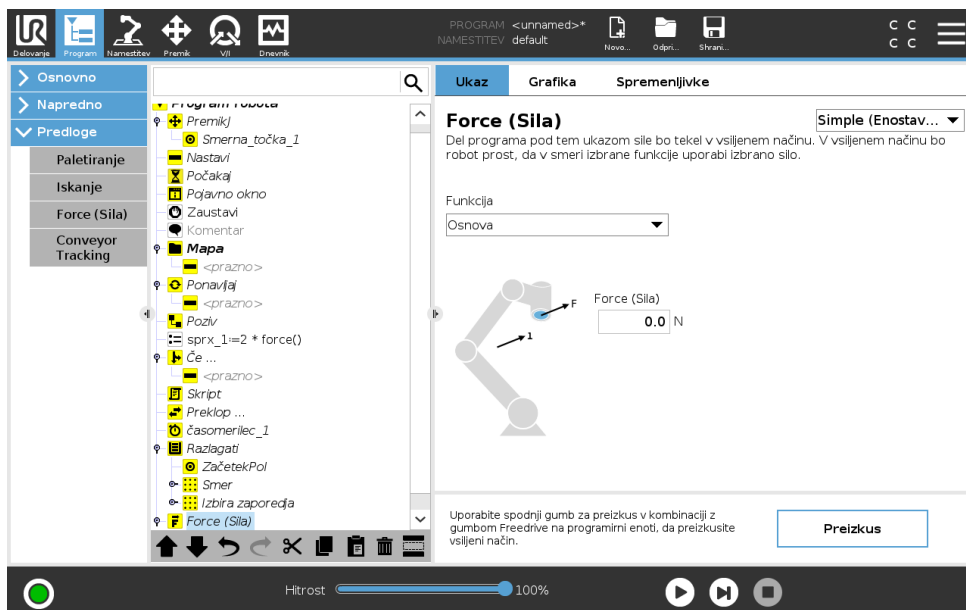 UR
Delovanje
Program
Namestitev
Premik
V/I
Dnevnik
PROGRAM <unnamed>*
NAMESTITEV default
Novo...
Odpri...
Shrani...
C C
C C
Osnovno
Napredno
Predloge
Paletiranje
Iskanje
Force (Sila)
Conveyor
Tracking
Program robota
PremikJ
Smerna_točka_1
Nastavi
Počakaj
Pojavno okno
Zaustavi
Komentar
Mapa
<prazno>
Ponavljaj
<prazno>
Poziv
sprx_1:=2 * force()
Če ...
<prazno>
Skript
Preklop ...
časomerilec_1
Razlagati
ZačetekPol
Smer
Izbira zaporedja
Force (Sila)
Ukaz
Grafika
Spremenljivke
Force (Sila)
Simple (Enostav...
Del programa pod tem ukazom sile bo tekel v vsiljenem načinu. V vsiljenem načinu bo
robot prost, da v smeri izbrane funkcije uporabi izbrano silo.
Funkcija
Osnova
F
1
Force (Sila)
0.0 N
Uporabite spodnji gumb za preizkus v kombinaciji z
gumbom Freedrive na programirni enoti, da preizkusite
vsiljeni način.
Preizkus
Hitrost
100%